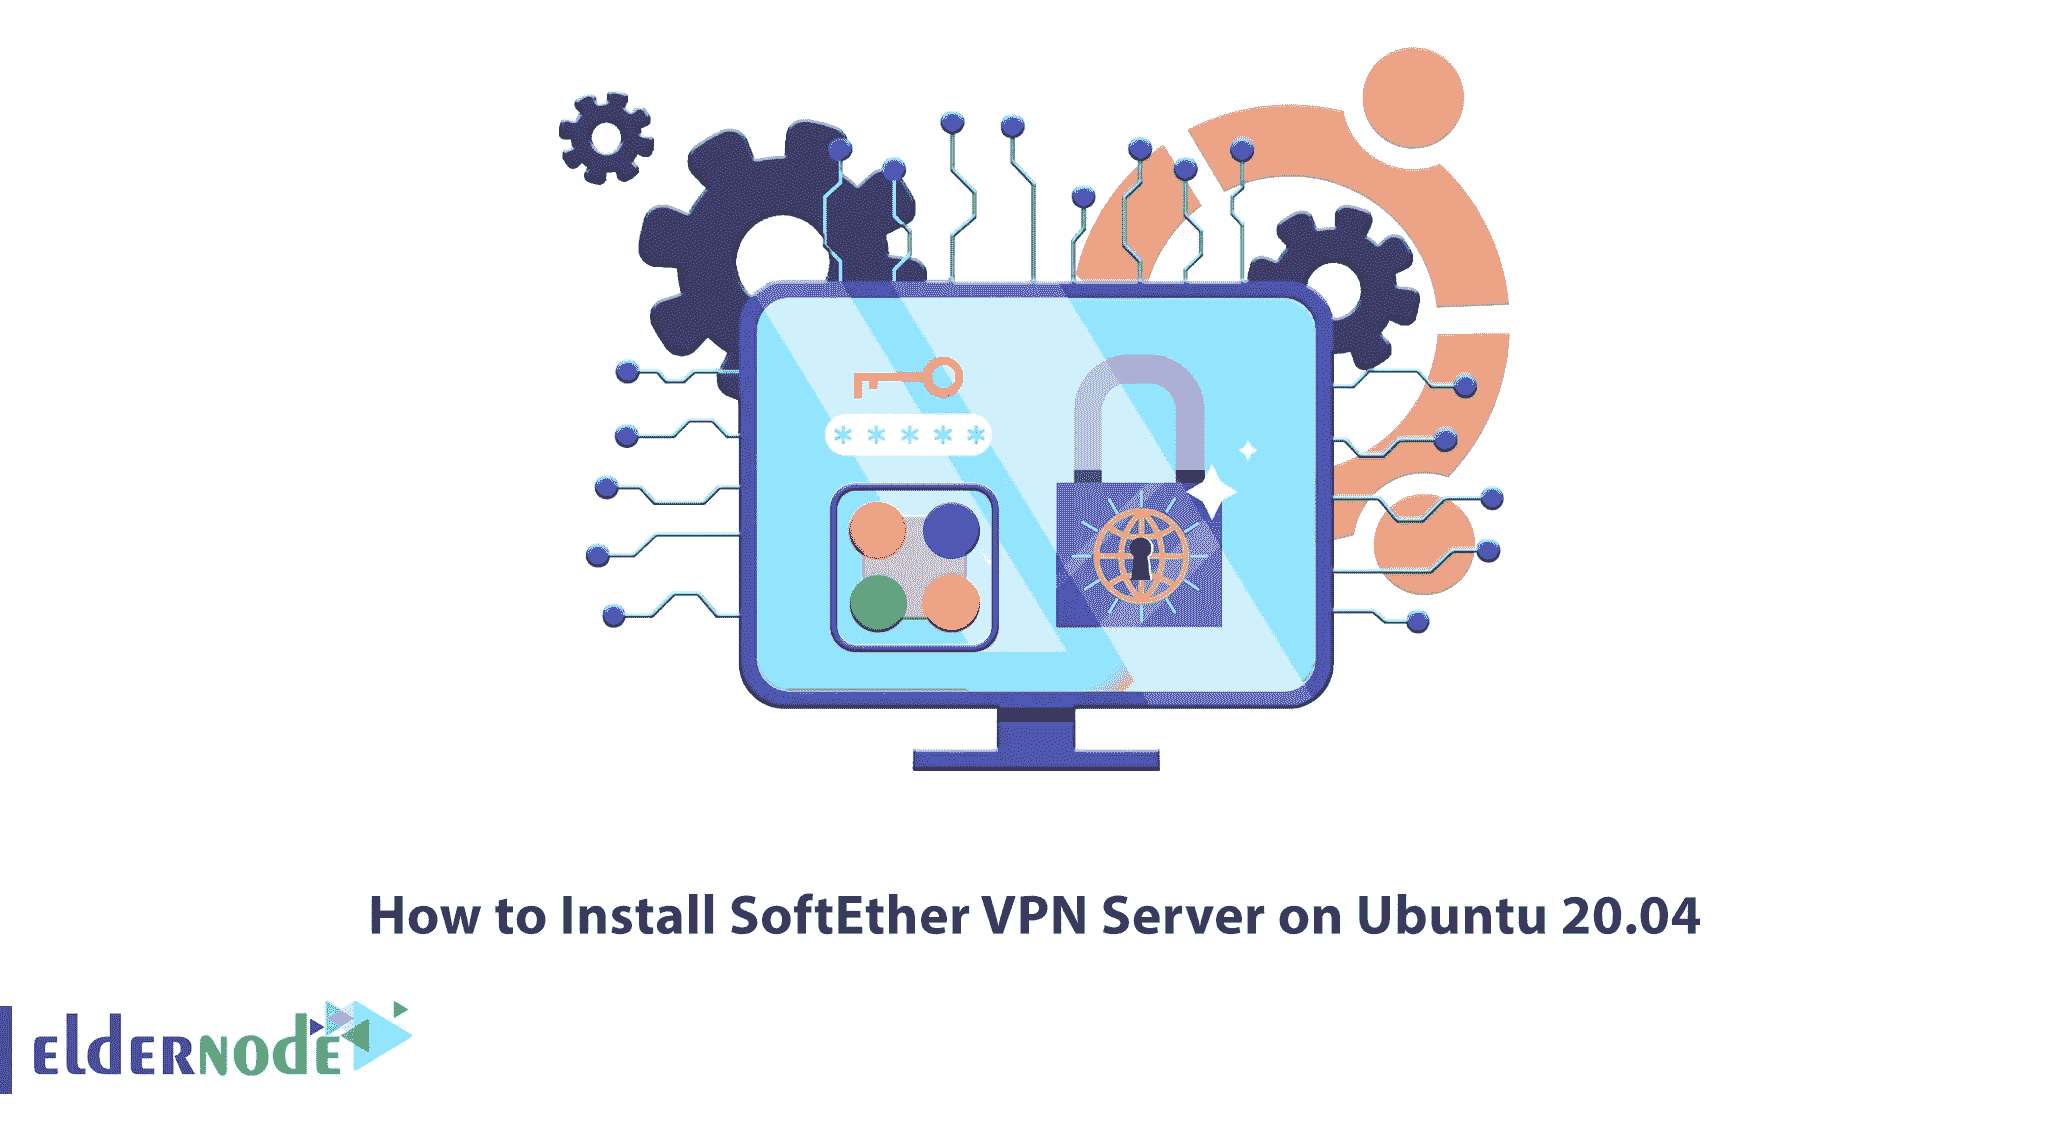 * * * * *
How to Install SoftEther VPN Server on Ubuntu 20.04
elderNode